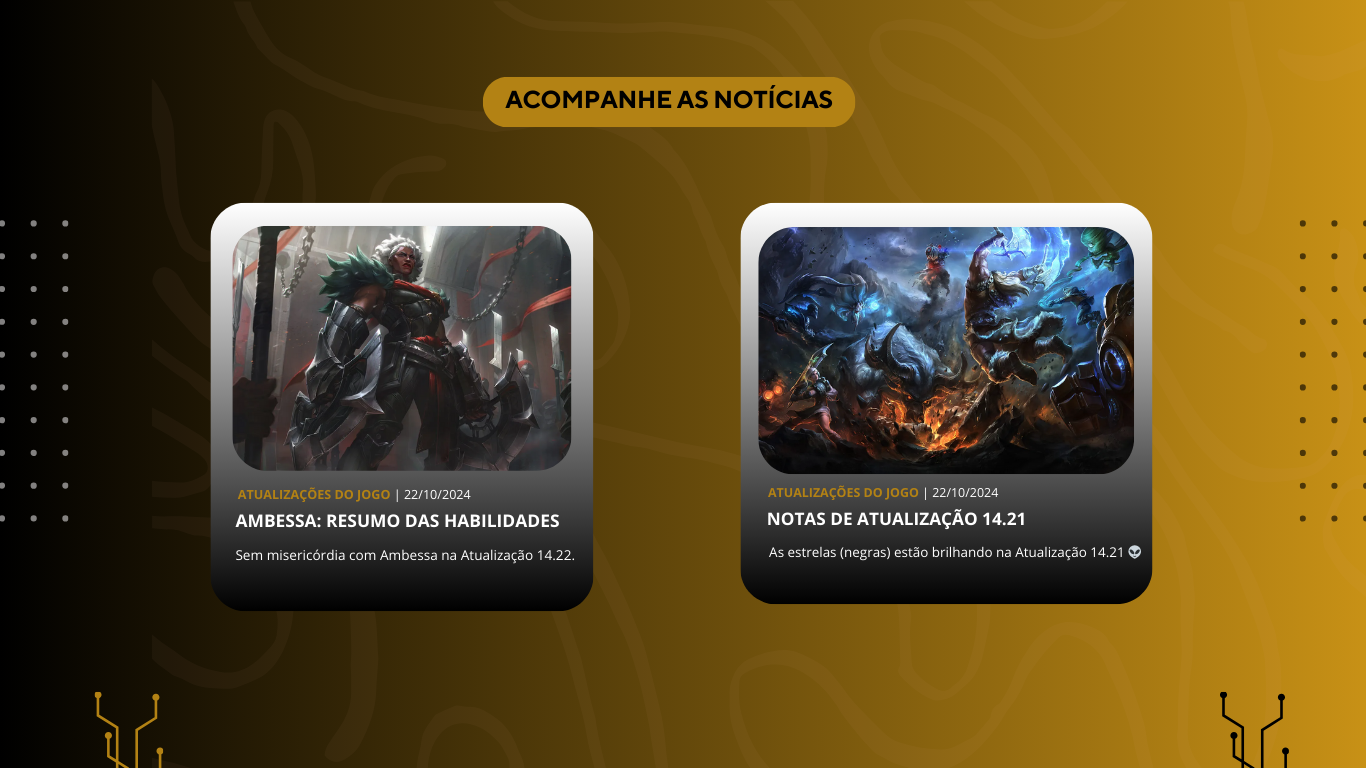 ACOMPANHE AS NOTÍCIAS
ATUALIZAÇÕES DO JOGO | 22/10/2024
AMBESSA: RESUMO DAS HABILIDADES
Sem misericórdia com Ambessa na Atualização 14.22.
ATUALIZAÇÕES DO JOGO | 22/10/2024
NOTAS DE ATUALIZAÇÃO 14.21
As estrelas (negras) estão brilhando na Atualização 14.21 👽